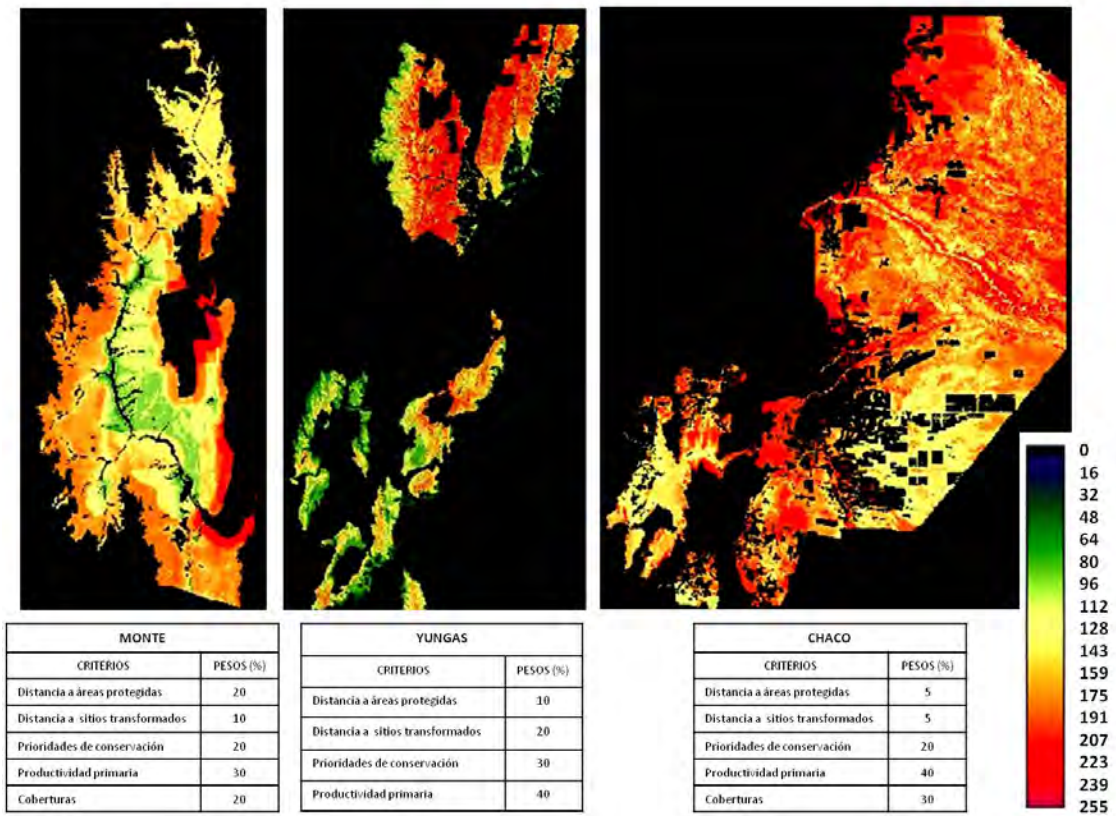 0
16
32
48
64
80
96
112
128
143
159
175
191
207
223
239
255
MONTE
CRITERIOS PESOS (%)
Distancia a áreas protegidas 20
Distancia a sitios transformados 10
Prioridades de conservación 20
Productividad primaria 30
Coberturas 20
YUNGAS
CRITERIOS PESOS (%)
Distancia a áreas protegidas 10
Distancia a sitios transformados 20
Prioridades de conservación 30
Productividad primaria 40
CHACO
CRITERIOS PESOS (%)
Distancia a áreas protegidas 5
Distancia a sitios transformados 5
Prioridades de conservación 20
Productividad primaria 40
Coberturas 30